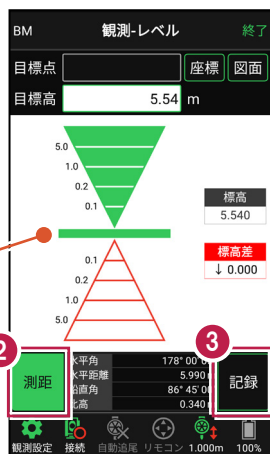 BM 観測-レベル 終了
目標点 座標 図面
目標高 5.54 m
5.0
1.0
0.2
0.1
標高
5.540
0.1
標高差
↓ 0.000
0.2
1.0
5.0
2 3
測距 記録
水平角 178° 00' 0
水平距離 5.990
鉛直角 86° 45' 00
比高 0.340
観測設定 接続 自動追尾 リモコン 1.000m 100%